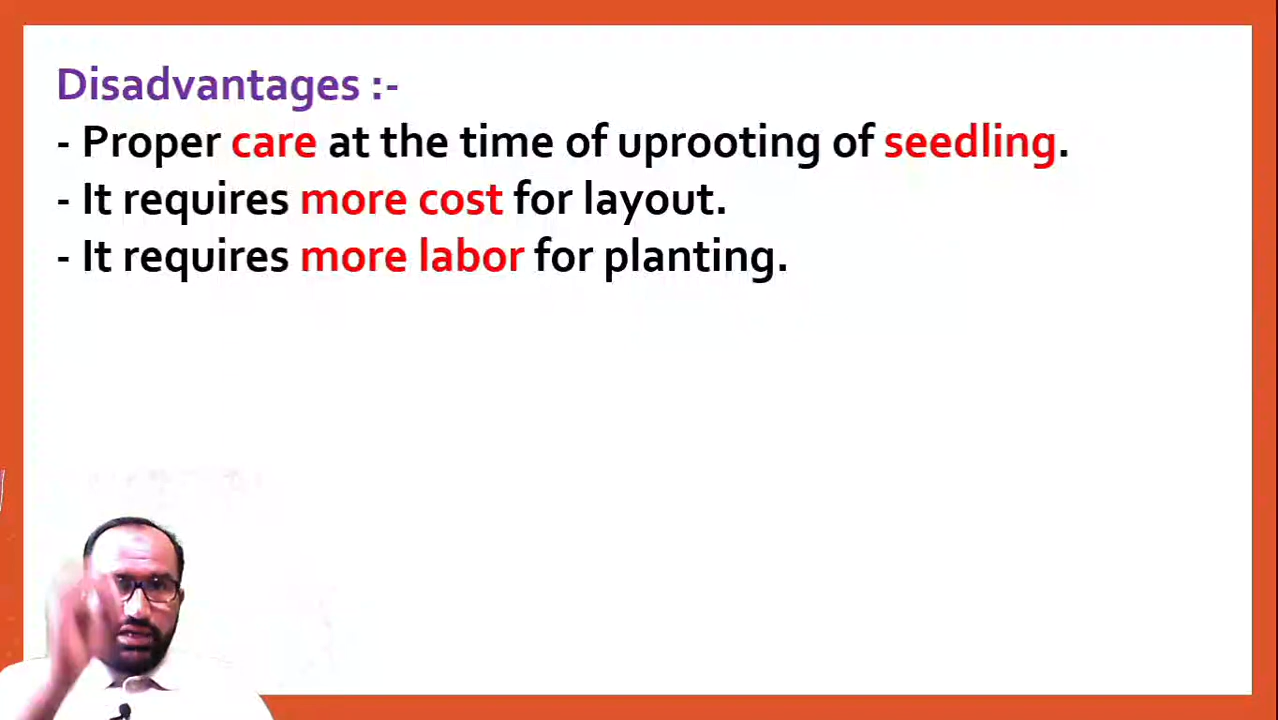 Disadvantages :-
- Proper care at the time of uprooting of seedling.
- It requires more cost for layout.
- It requires more labor for planting.